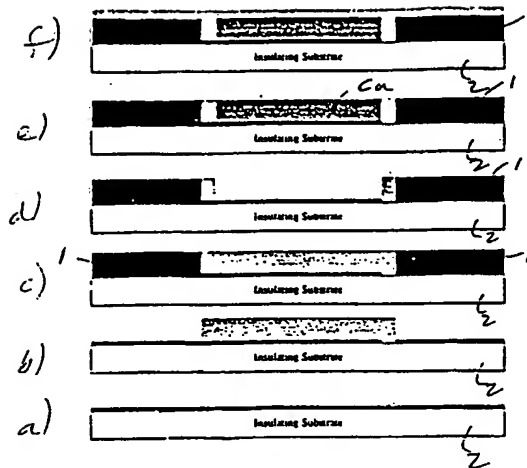 f)
Insulating Substrate
2
Ca
1
e)
Insulating Substrate
2
1
d)
Insulating Substrate
2
1
c)
Insulating Substrate
2
b)
Insulating Substrate
2
a)
Insulating Substrate
2